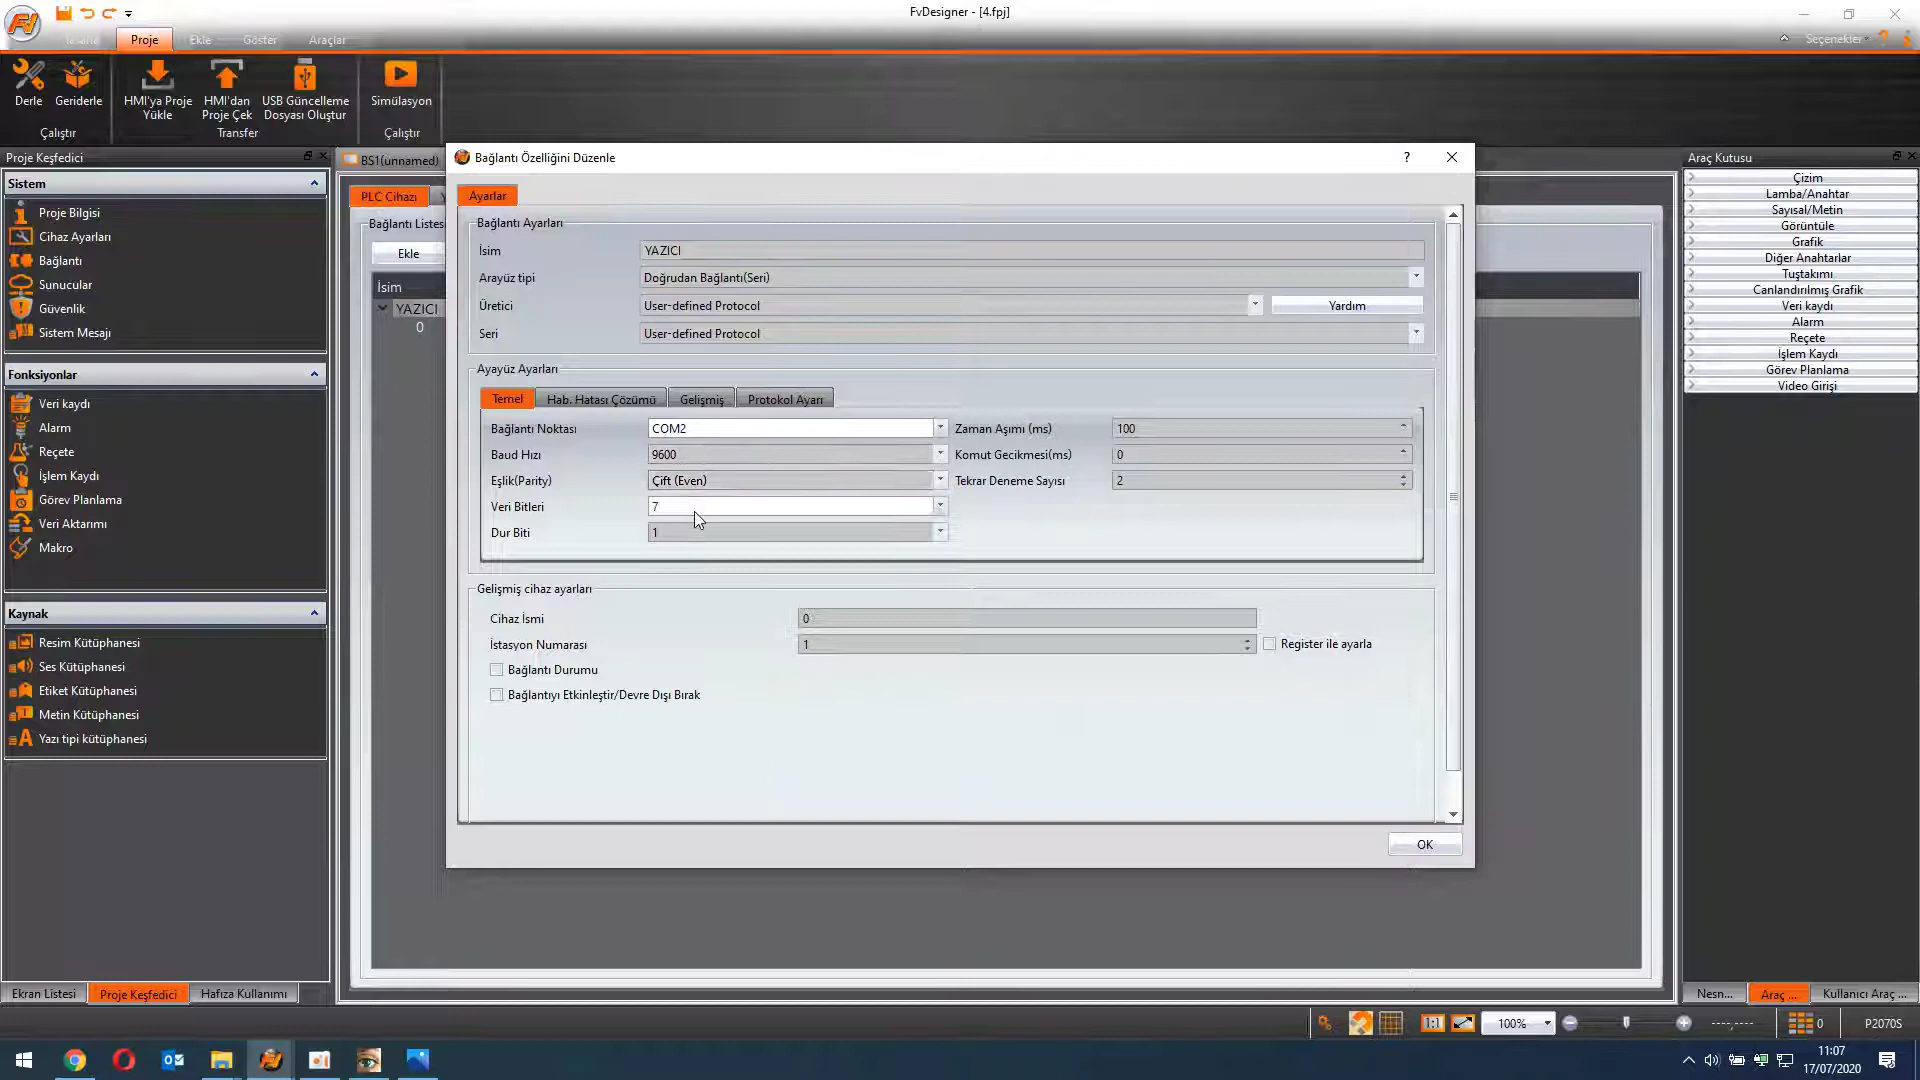 FvDesigner - [4.fpj]
Proje
Ekle
Göster
Araçlar
Seçenekler
Derle
Geriderle
HMI'ya Proje
Yükle
HMI'dan
Proje Çek
USB Güncelleme
Dosyası Oluştur
Simülasyon
Çalıştır
Transfer
Çalıştır
Proje Keşfedici
Sistem
Proje Bilgisi
Cihaz Ayarları
Bağlantı
Sunucular
Güvenlik
Sistem Mesajı
Fonksiyonlar
Veri kaydı
Alarm
Reçete
İşlem Kaydı
Görev Planlama
Veri Aktarımı
Makro
Kaynak
Resim Kütüphanesi
Ses Kütüphanesi
Etiket Kütüphanesi
Metin Kütüphanesi
Yazı tipi kütüphanesi
Ekran Listesi
Proje Keşfedici
Hafıza Kullanımı
BS1(unnamed)
PLC Cihazı
Bağlantı Listes
Ekle
İsim
YAZICI
0
Bağlantı Özelliğini Düzenle
?
Ayarlar
Bağlantı Ayarları
İsim
YAZICI
Arayüz tipi
Doğrudan Bağlantı(Seri)
Üretici
User-defined Protocol
Yardım
Seri
User-defined Protocol
Ayayüz Ayarları
Temel
Hab. Hatası Çözümü
Gelişmiş
Protokol Ayarı
Bağlantı Noktası
COM2
Zaman Aşımı (ms)
100
Baud Hızı
9600
Komut Gecikmesi(ms)
0
Eşlik(Parity)
Çift (Even)
Tekrar Deneme Sayısı
2
Veri Bitleri
7
Dur Biti
1
Gelişmiş cihaz ayarları
Cihaz İsmi
0
İstasyon Numarası
1
Register ile ayarla
Bağlantı Durumu
Bağlantıyı Etkinleştir/Devre Dışı Bırak
OK
Araç Kutusu
Çizim
Lamba/Anahtar
Sayısal/Metin
Görüntüle
Grafik
Diğer Anahtarlar
Tuştakımı
Canlandırılmış Grafik
Veri kaydı
Alarm
Reçete
İşlem Kaydı
Görev Planlama
Video Girişi
Nesn...
Araç ...
Kullanıcı Araç ...
1:1
100%
----,----
0
P2070S
11:07
17/07/2020